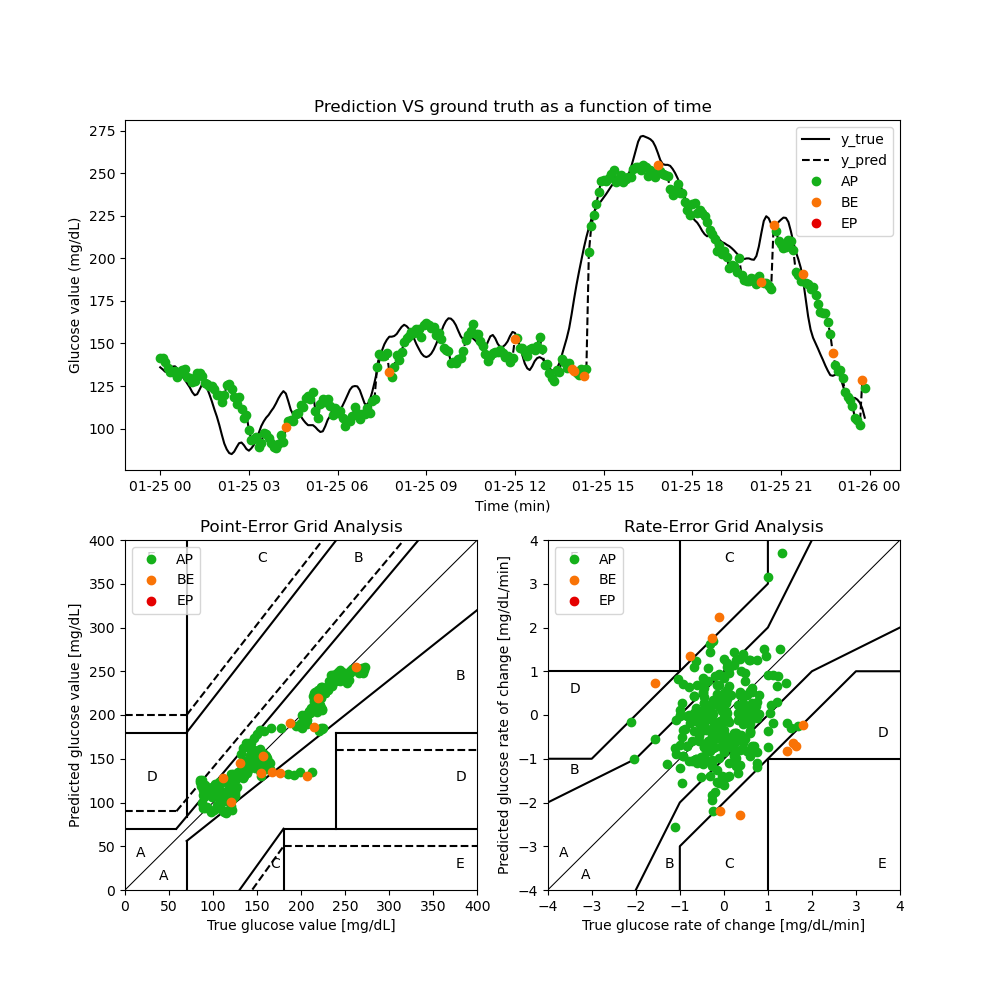 Prediction VS ground truth as a function of time
Glucose value (mg/dL)
275
250
225
200
175
150
125
100
y_true
y_pred
AP
BE
EP
01-25 00 01-25 03 01-25 06 01-25 09 01-25 12 01-25 15 01-25 18 01-25 21 01-26 00
Time (min)
Point-Error Grid Analysis
Predicted glucose value [mg/dL]
400
350
300
250
200
150
100
50
0
AP
BE
EP
C B
B
D D
A
A
C
E
0 50 100 150 200 250 300 350 400
True glucose value [mg/dL]
Rate-Error Grid Analysis
Predicted glucose rate of change [mg/dL/min]
4
3
2
1
0
−1
−2
−3
−4
AP
BE
EP
C
D
D
B
A
A
B C E
−4 −3 −2 −1 0 1 2 3 4
True glucose rate of change [mg/dL/min]